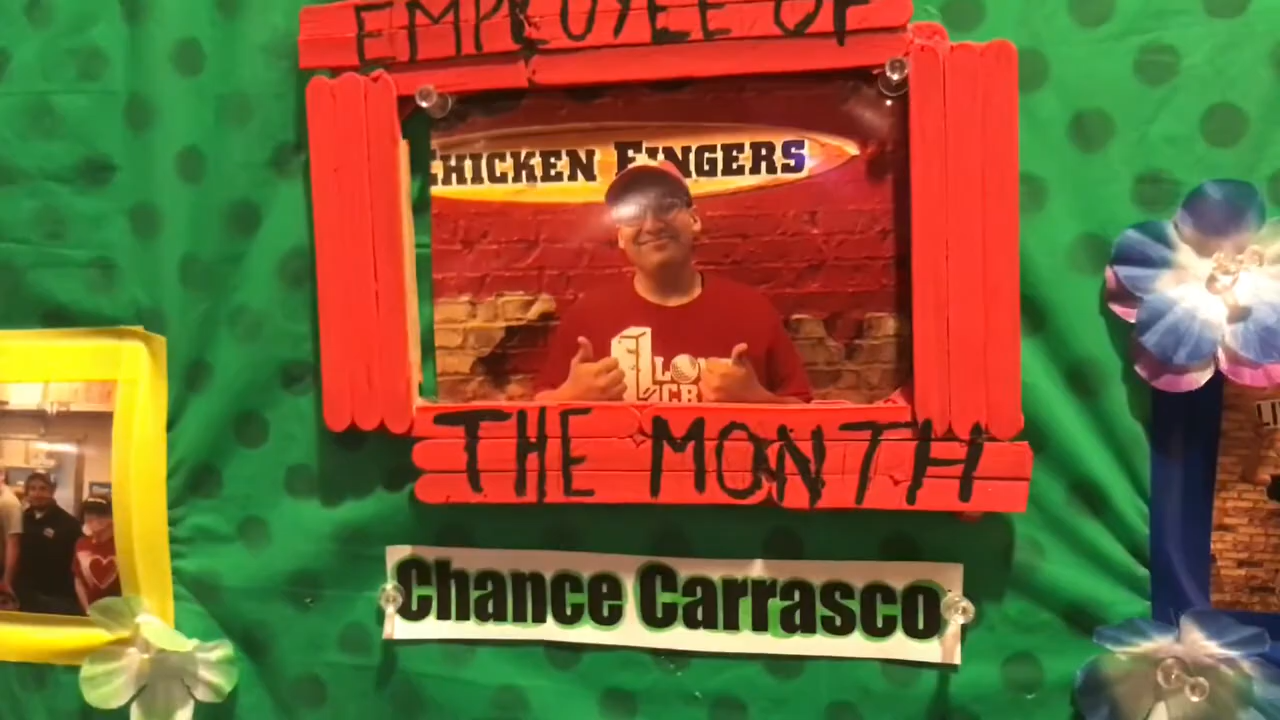 EMPLOYEE OF
CHICKEN FINGERS
THE MONTH
Chance Carrasco